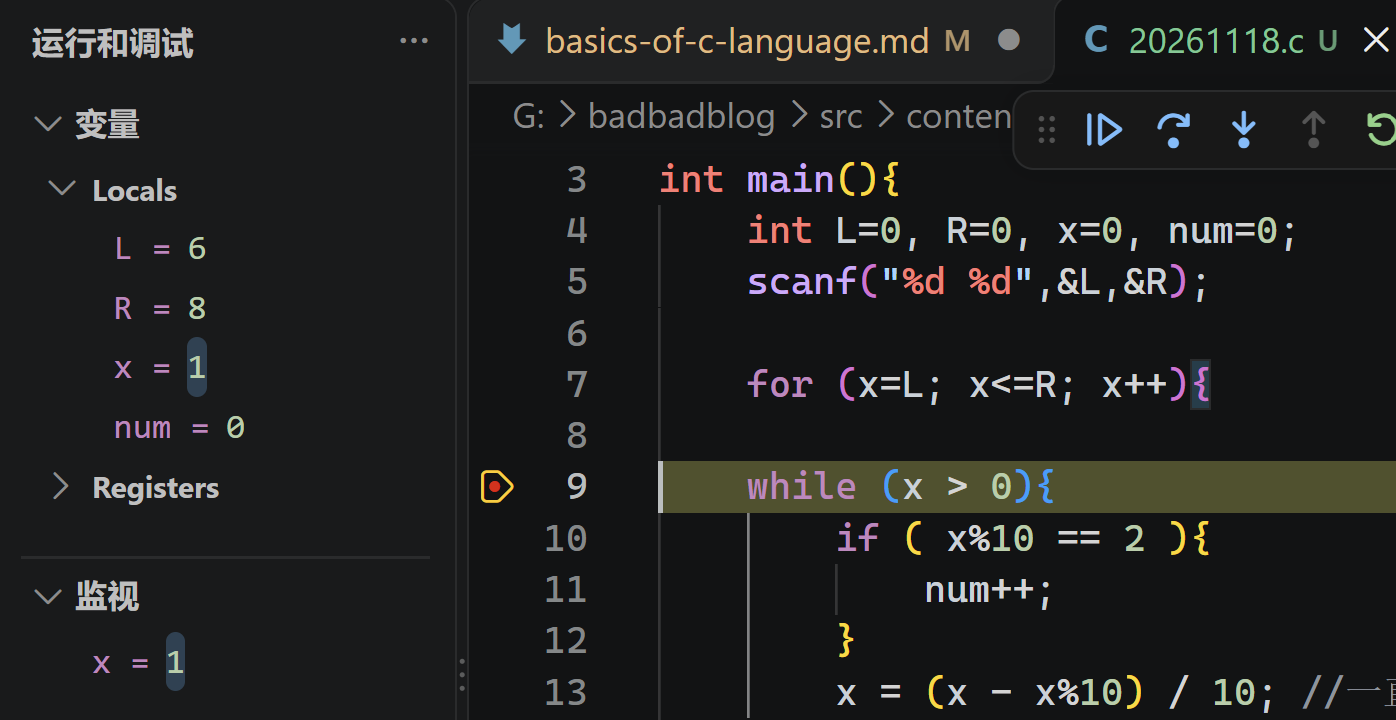 运行和调试 ···
变量
Locals
L = 6
R = 8
x = 1
num = 0
Registers
监视
x = 1
basics-of-c-language.md M
C 20261118.c U
G: > badbadblog > src > conten
3 int main(){
4 int L=0, R=0, x=0, num=0;
5 scanf("%d %d",&L,&R);
6
7 for (x=L; x<=R; x++){
8
9 while (x > 0){
10 if ( x%10 == 2 ){
11 num++;
12 }
13 x = (x - x%10) / 10; //一